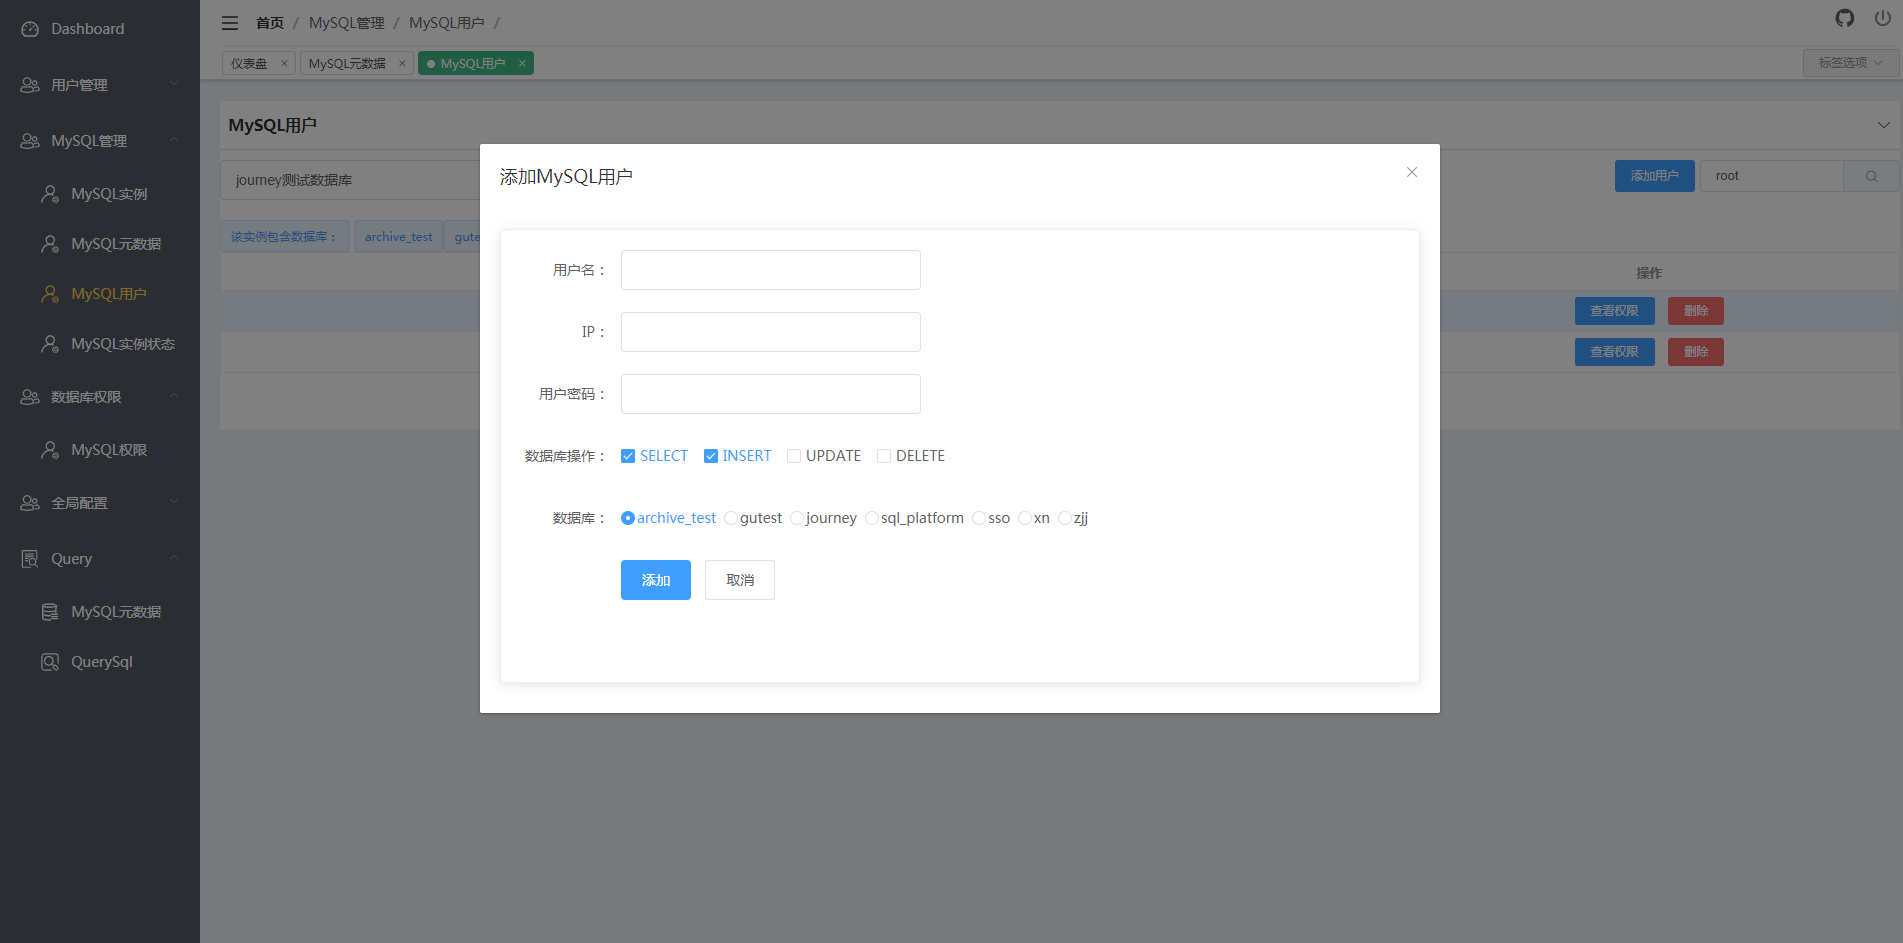 Dashboard
用户管理
MySQL管理
MySQL实例
MySQL元数据
MySQL用户
MySQL实例状态
数据库权限
MySQL权限
全局配置
Query
MySQL元数据
QuerySql
首页 / MySQL管理 / MySQL用户 /
仪表盘 × MySQL元数据 × MySQL用户 ×
标签选项
MySQL用户
journey测试数据库
添加用户 root
该实例包含数据库： archive_test gute
操作
查看权限 删除
查看权限 删除
添加MySQL用户
用户名：
IP：
用户密码：
数据库操作： SELECT INSERT UPDATE DELETE
数据库： archive_test gutest journey sql_platform sso xn zjj
添加 取消